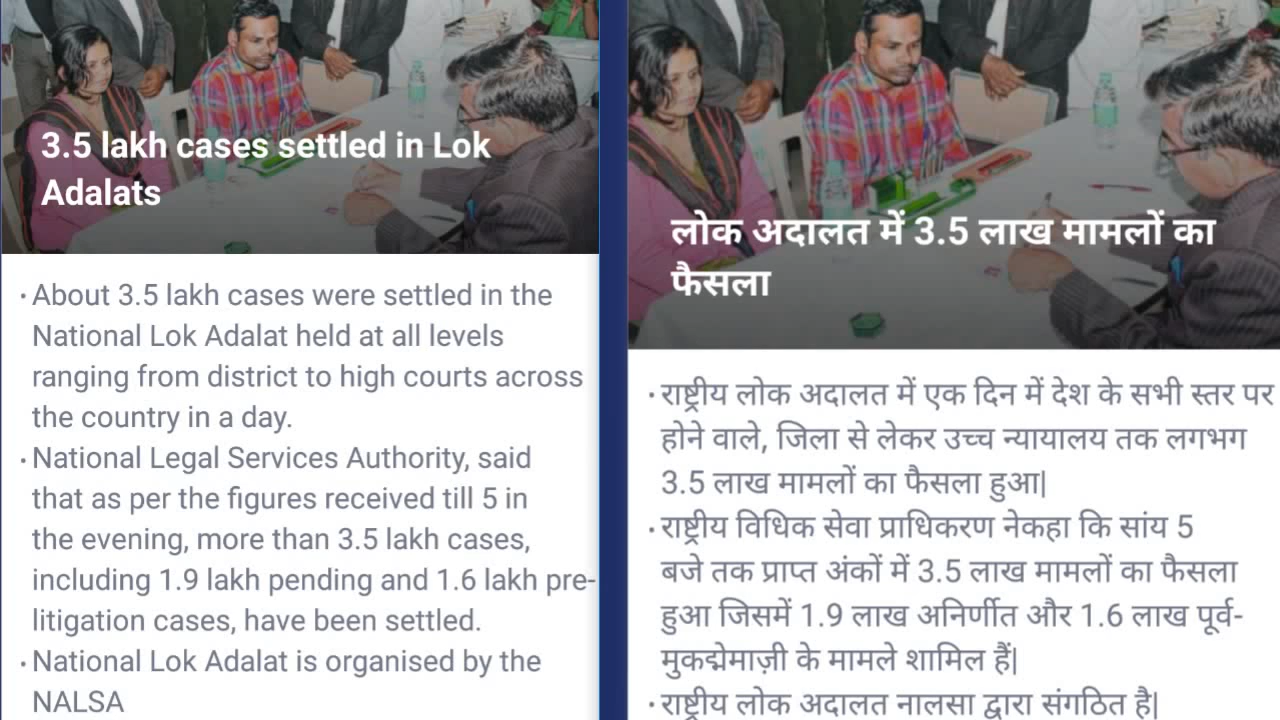 3.5 lakh cases settled in Lok
Adalats
• About 3.5 lakh cases were settled in the
National Lok Adalat held at all levels
ranging from district to high courts across
the country in a day.
• National Legal Services Authority, said
that as per the figures received till 5 in
the evening, more than 3.5 lakh cases,
including 1.9 lakh pending and 1.6 lakh pre-
litigation cases, have been settled.
• National Lok Adalat is organised by the
NALSA
लोक अदालत में 3.5 लाख मामलों का
फैसला
• राष्ट्रीय लोक अदालत में एक दिन में देश के सभी स्तर पर
होने वाले, जिला से लेकर उच्च न्यायालय तक लगभग
3.5 लाख मामलों का फैसला हुआ|
• राष्ट्रीय विधिक सेवा प्राधिकरण नेकहा कि सांय 5
बजे तक प्राप्त अंकों में 3.5 लाख मामलों का फैसला
हुआ जिसमें 1.9 लाख अनिर्णीत और 1.6 लाख पूर्व-
मुकद्मेमाज़ी के मामले शामिल हैं|
• राष्ट्रीय लोक अदालत नालसा द्वारा संगठित है|